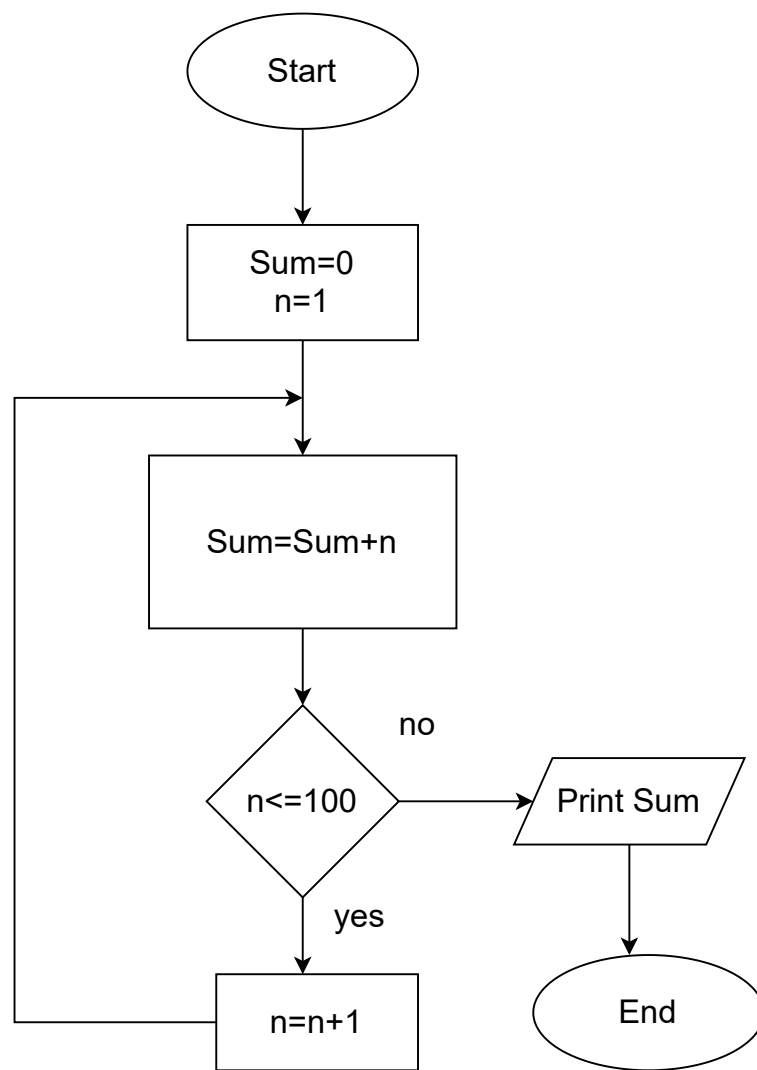 Start
Sum=0
n=1
Sum=Sum+n
no
n<=100
Print Sum
yes
n=n+1
End